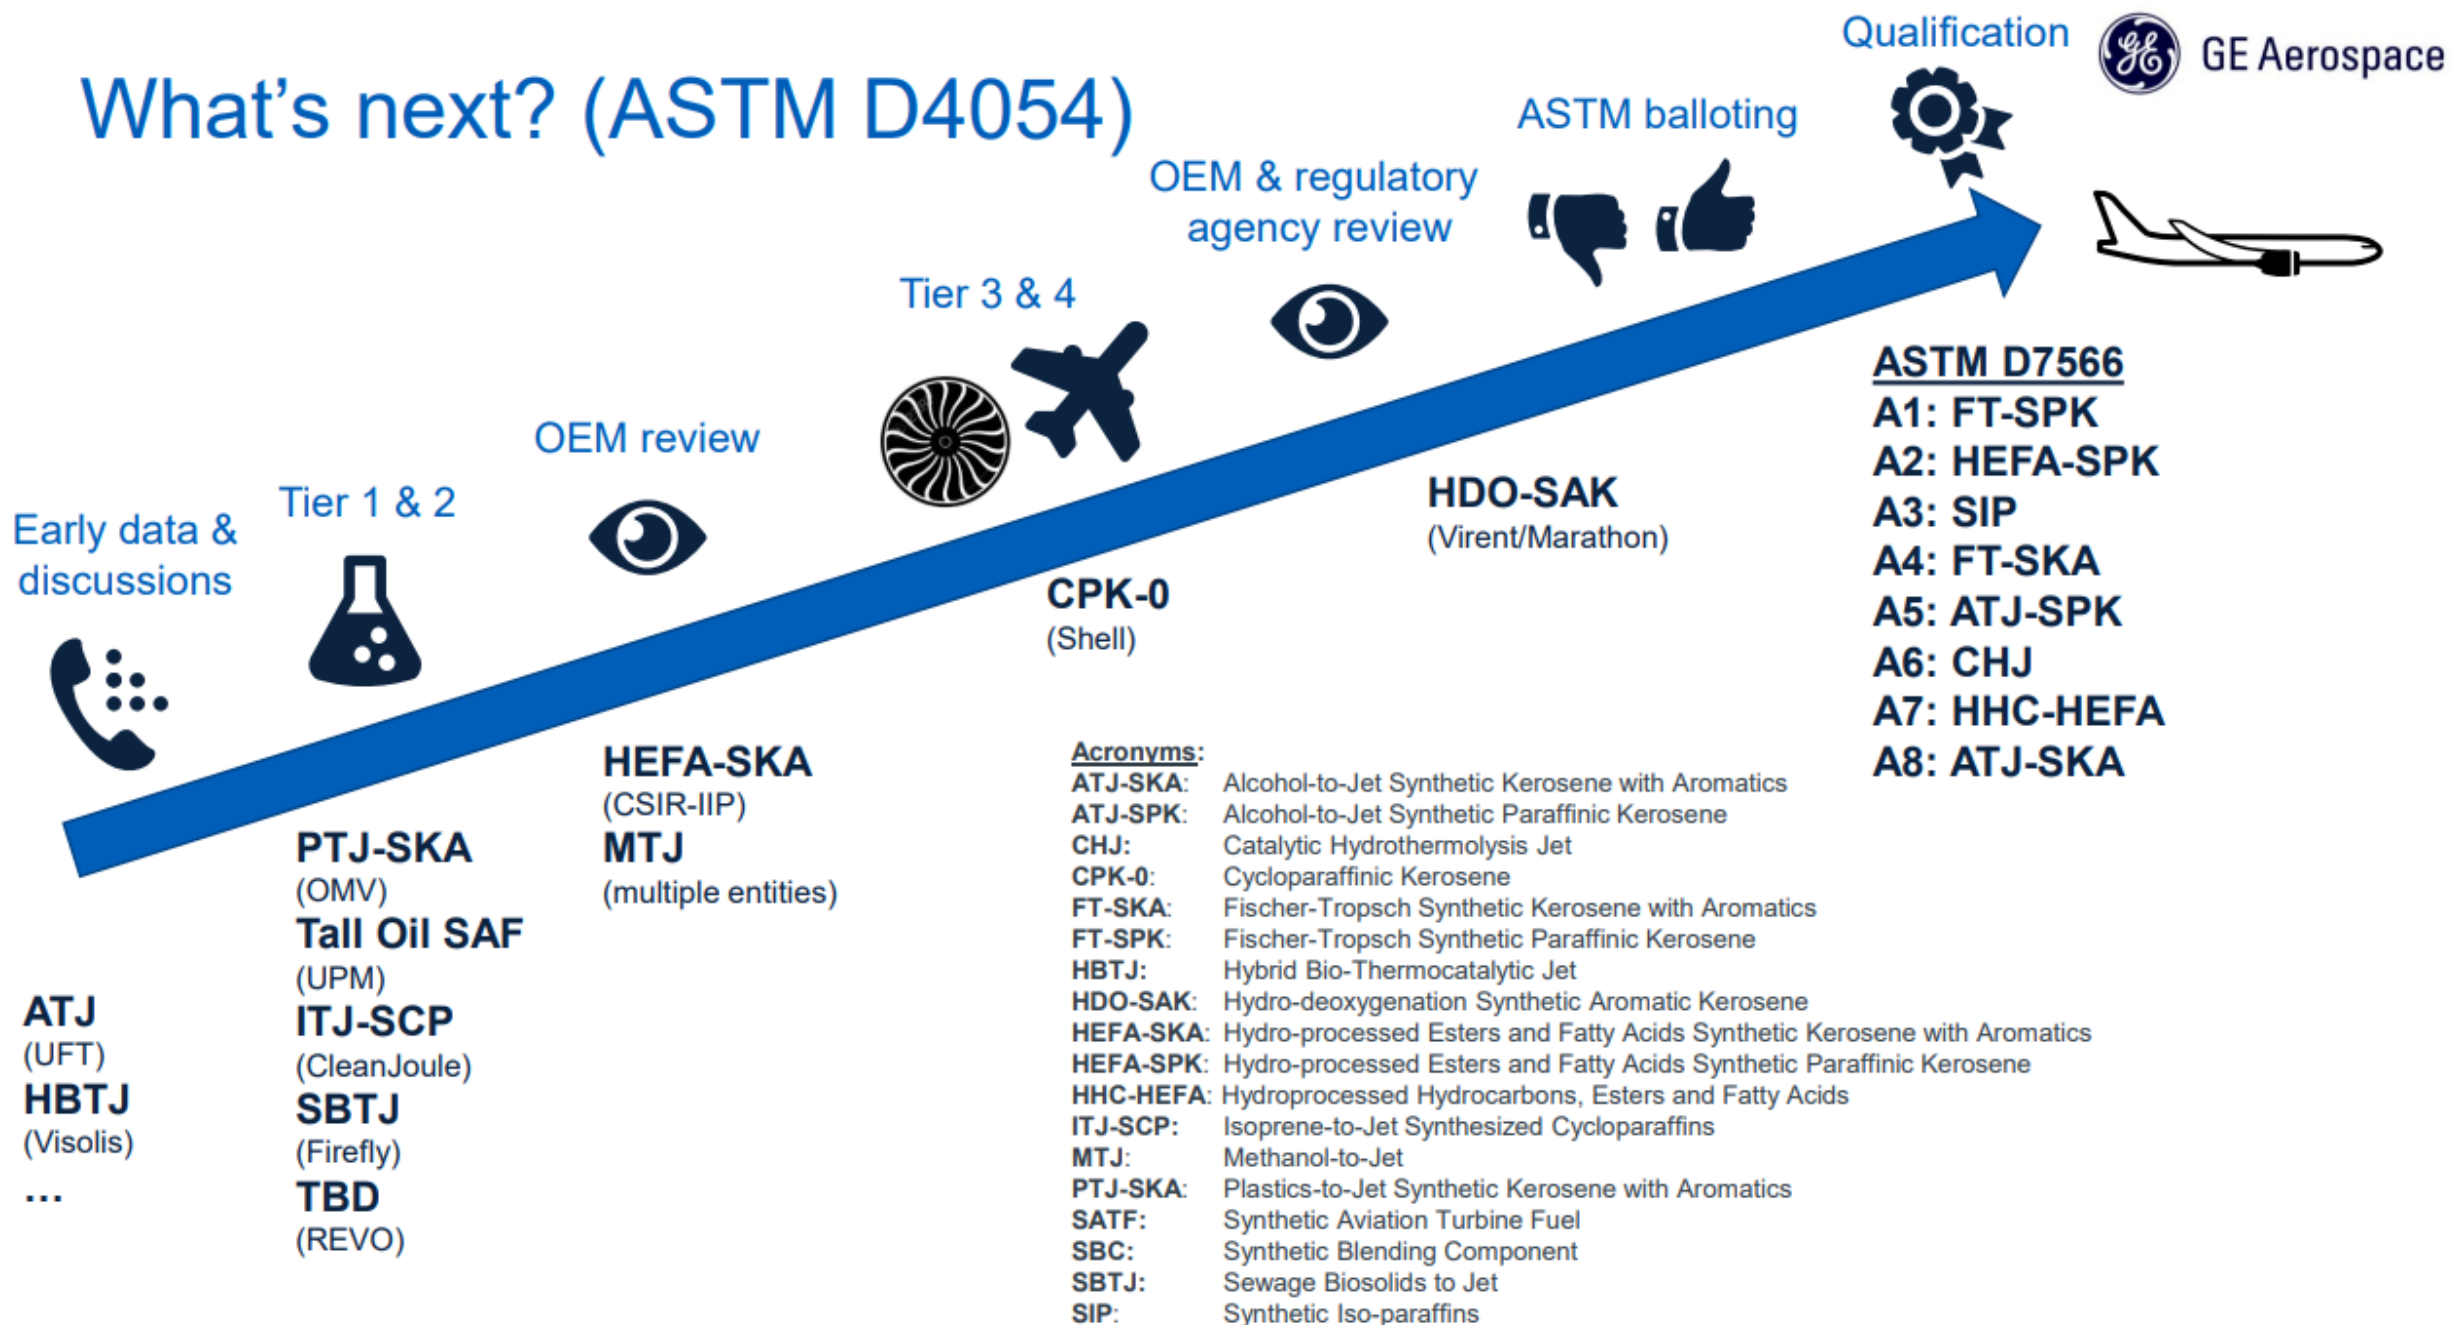 What's next? (ASTM D4054)
GE Aerospace
Early data &
discussions
Tier 1 & 2
OEM review
Tier 3 & 4
OEM & regulatory
agency review
ASTM balloting
Qualification
ATJ
(UFT)
HBTJ
(Visolis)
...
PTJ-SKA
(OMV)
Tall Oil SAF
(UPM)
ITJ-SCP
(CleanJoule)
SBTJ
(Firefly)
TBD
(REVO)
HEFA-SKA
(CSIR-IIP)
MTJ
(multiple entities)
CPK-0
(Shell)
HDO-SAK
(Virent/Marathon)
ASTM D7566
A1: FT-SPK
A2: HEFA-SPK
A3: SIP
A4: FT-SKA
A5: ATJ-SPK
A6: CHJ
A7: HHC-HEFA
A8: ATJ-SKA
Acronyms:
ATJ-SKA: Alcohol-to-Jet Synthetic Kerosene with Aromatics
ATJ-SPK: Alcohol-to-Jet Synthetic Paraffinic Kerosene
CHJ: Catalytic Hydrothermolysis Jet
CPK-0: Cycloparaffinic Kerosene
FT-SKA: Fischer-Tropsch Synthetic Kerosene with Aromatics
FT-SPK: Fischer-Tropsch Synthetic Paraffinic Kerosene
HBTJ: Hybrid Bio-Thermocatalytic Jet
HDO-SAK: Hydro-deoxygenation Synthetic Aromatic Kerosene
HEFA-SKA: Hydro-processed Esters and Fatty Acids Synthetic Kerosene with Aromatics
HEFA-SPK: Hydro-processed Esters and Fatty Acids Synthetic Paraffinic Kerosene
HHC-HEFA: Hydroprocessed Hydrocarbons, Esters and Fatty Acids
ITJ-SCP: Isoprene-to-Jet Synthesized Cycloparaffins
MTJ: Methanol-to-Jet
PTJ-SKA: Plastics-to-Jet Synthetic Kerosene with Aromatics
SATF: Synthetic Aviation Turbine Fuel
SBC: Synthetic Blending Component
SBTJ: Sewage Biosolids to Jet
SIP: Synthetic Iso-paraffins